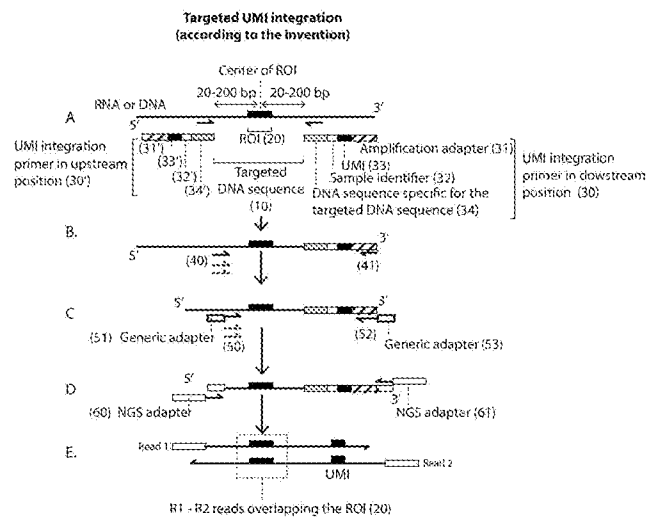 Targeted UMI integration
(according to the invention)
Center of ROI
20-200 bp 20-200 bp
RNA or DNA
3'
A
5'
ROI (20)
(31')
(33')
(32')
(34')
UMI integration
primer in upstream
position (30')
Targeted
DNA sequence
(10)
Amplification adapter (31)
UMI (33)
Sample identifier (32)
DNA sequence specific for the
targeted DNA sequence (34)
UMI integration
primer in dowstream
position (30)
B.
3'
5'
(40)
(41)
C
5'
3'
(51) Generic adapter
(50)
(52)
Generic adapter (53)
D
5'
3'
(60) NGS adapter
NGS adapter (61)
E.
Read 1
Read 2
UMI
R1 - R2 reads overlapping the ROI (20)